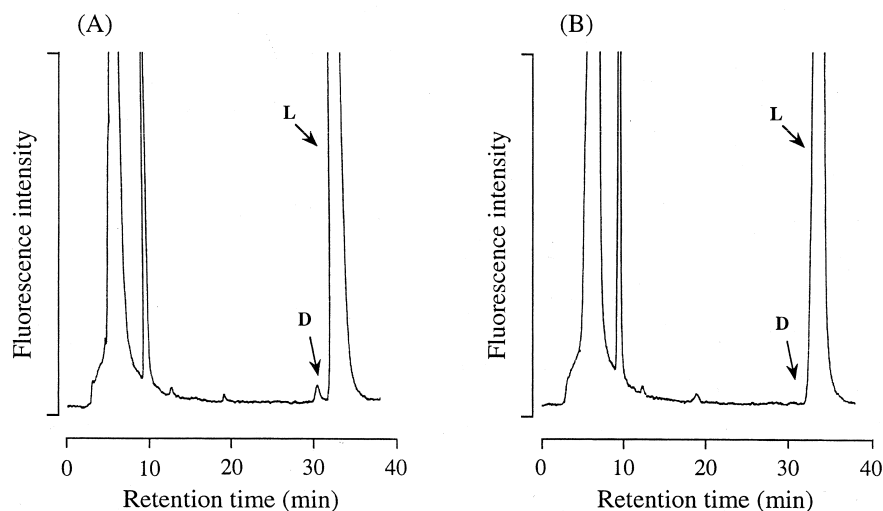 (A)
Fluorescence intensity
L
D
0 10 20 30 40
Retention time (min)
(B)
Fluorescence intensity
L
D
0 10 20 30 40
Retention time (min)